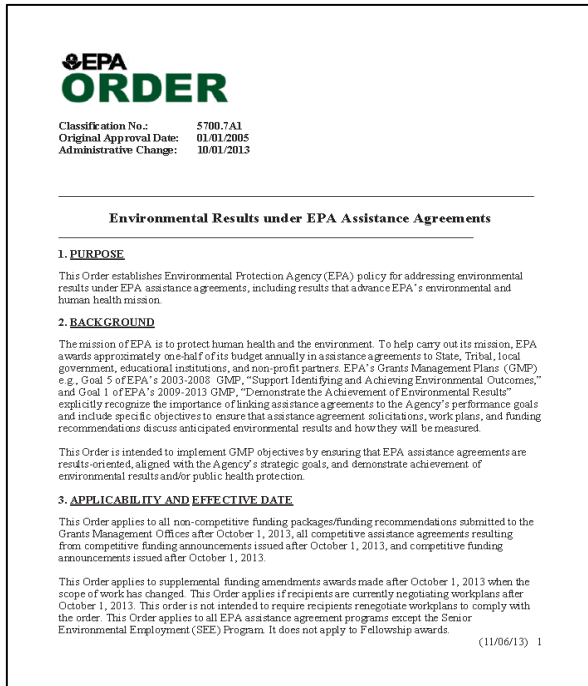 EPA
ORDER
Classification No.: 5700.7A1
Original Approval Date: 01/01/2005
Administrative Change: 10/01/2013
Environmental Results under EPA Assistance Agreements
1. PURPOSE
This Order establishes Environmental Protection Agency (EPA) policy for addressing environmental
results under EPA assistance agreements, including results that advance EPA's environmental and
human health mission.
2. BACKGROUND
The mission of EPA is to protect human health and the environment. To help carry out its mission, EPA
awards approximately one-half of its budget annually in assistance agreements to State, Tribal, local
government, educational institutions, and non-profit partners. EPA's Grants Management Plans (GMP)
e.g., Goal 5 of EPA's 2003-2008 GMP, "Support Identifying and Achieving Environmental Outcomes,"
and Goal 1 of EPA's 2009-2013 GMP, "Demonstrate the Achievement of Environmental Results"
explicitly recognize the importance of linking assistance agreements to the Agency's performance goals
and include specific objectives to ensure that assistance agreement solicitations, work plans, and funding
recommendations discuss anticipated environmental results and how they will be measured.
This Order is intended to implement GMP objectives by ensuring that EPA assistance agreements are
results-oriented, aligned with the Agency's strategic goals, and demonstrate achievement of
environmental results and/or public health protection.
3. APPLICABILITY AND EFFECTIVE DATE
This Order applies to all non-competitive funding packages/funding recommendations submitted to the
Grants Management Offices after October 1, 2013, all competitive assistance agreements resulting
from competitive funding announcements issued after October 1, 2013, and competitive funding
announcements issued after October 1, 2013.
This Order applies to supplemental funding amendments awards made after October 1, 2013 when the
scope of work has changed. This Order applies if recipients are currently negotiating workplans after
October 1, 2013. This order is not intended to require recipients renegotiate workplans to comply with
the order. This Order applies to all EPA assistance agreement programs except the Senior
Environmental Employment (SEE) Program. It does not apply to Fellowship awards.
(11/06/13) 1